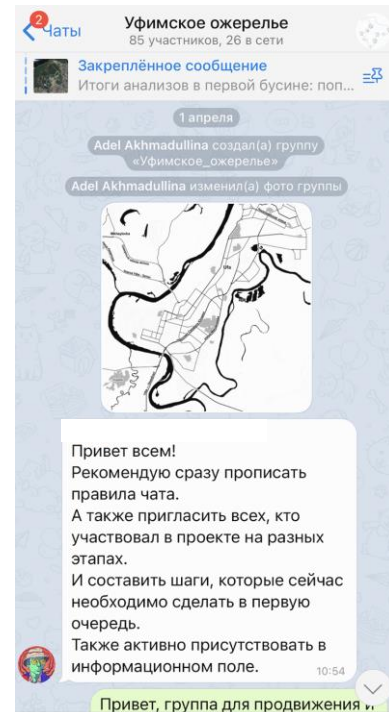 2
Чаты
Уфимское ожерелье
85 участников, 26 в сети
Закреплённое сообщение
Итоги анализов в первой бусине: поп...
1 апреля
Adel Akhmadullina создал(а) группу
«Уфимское_ожерелье»
Adel Akhmadullina изменил(а) фото группы
Ufa
Привет всем!
Рекомендую сразу прописать
правила чата.
А также пригласить всех, кто
участвовал в проекте на разных
этапах.
И составить шаги, которые сейчас
необходимо сделать в первую
очередь.
Также активно присутствовать в
информационном поле.
10:54
Привет, группа для продвижения и